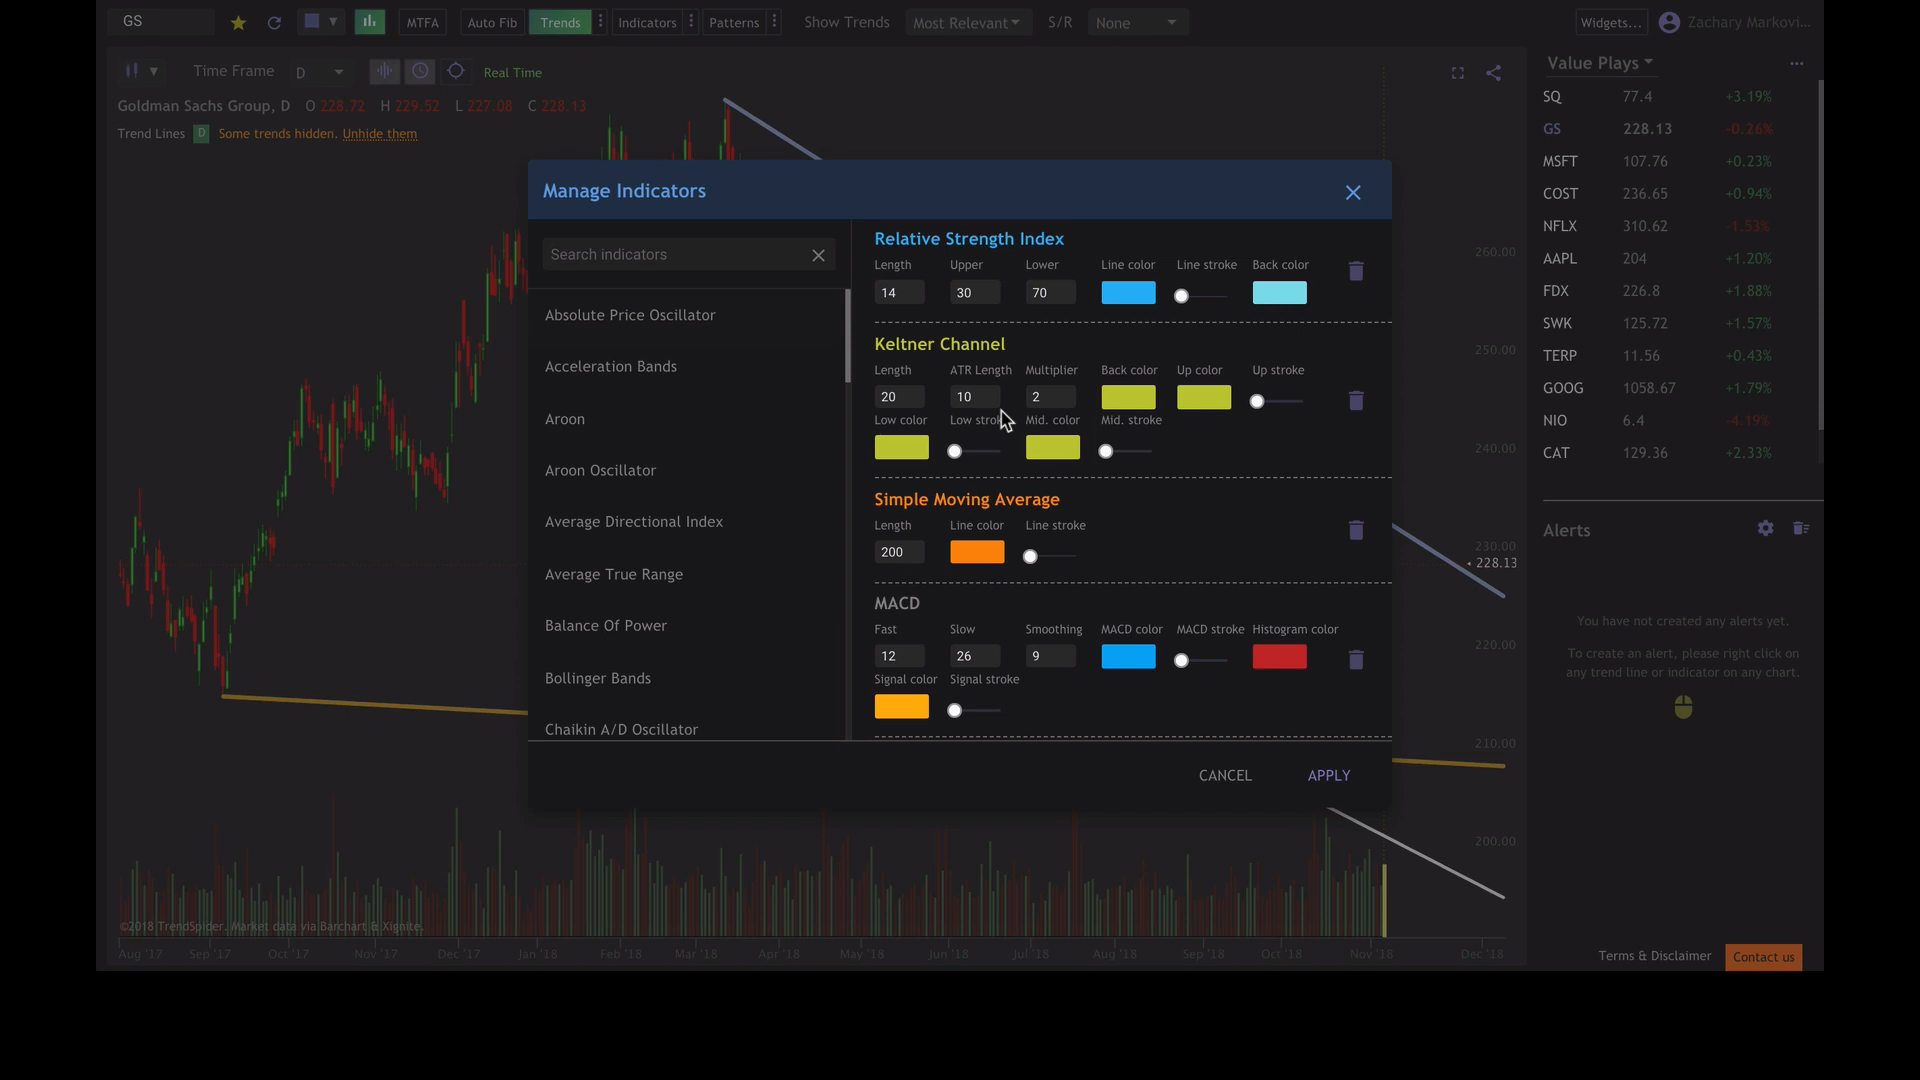 GS
MTFA
Auto Fib
Trends
Indicators
Patterns
Show Trends
Most Relevant
S/R
None
Widgets...
Zachary Markovi...
Time Frame D
Real Time
Goldman Sachs Group, D O 228.72 H 229.52 L 227.08 C 228.13
Trend Lines D Some trends hidden. Unhide them
Manage Indicators
Search indicators
Absolute Price Oscillator
Acceleration Bands
Aroon
Aroon Oscillator
Average Directional Index
Average True Range
Balance Of Power
Bollinger Bands
Chaikin A/D Oscillator
Relative Strength Index
Length Upper Lower Line color Line stroke Back color
14 30 70
Keltner Channel
Length ATR Length Multiplier Back color Up color Up stroke
20 10 2
Low color Low stroke Mid. color Mid. stroke
Simple Moving Average
Length Line color Line stroke
200
MACD
Fast Slow Smoothing MACD color MACD stroke Histogram color
12 26 9
Signal color Signal stroke
CANCEL APPLY
260.00
250.00
240.00
230.00
228.13
220.00
210.00
200.00
©2018 TrendSpider. Market data via Barchart & Xignite.
Aug '17 Sep '17 Oct '17 Nov '17 Dec '17 Jan '18 Feb '18 Mar '18 Apr '18 May '18 Jun '18 Jul '18 Aug '18 Sep '18 Oct '18 Nov '18 Dec '18
Value Plays
SQ 77.4 +3.19%
GS 228.13 -0.26%
MSFT 107.76 +0.23%
COST 236.65 +0.94%
NFLX 310.62 -1.53%
AAPL 204 +1.20%
FDX 226.8 +1.88%
SWK 125.72 +1.57%
TERP 11.56 +0.43%
GOOG 1058.67 +1.79%
NIO 6.4 -4.19%
CAT 129.36 +2.33%
Alerts
You have not created any alerts yet.
To create an alert, please right click on
any trend line or indicator on any chart.
Terms & Disclaimer
Contact us